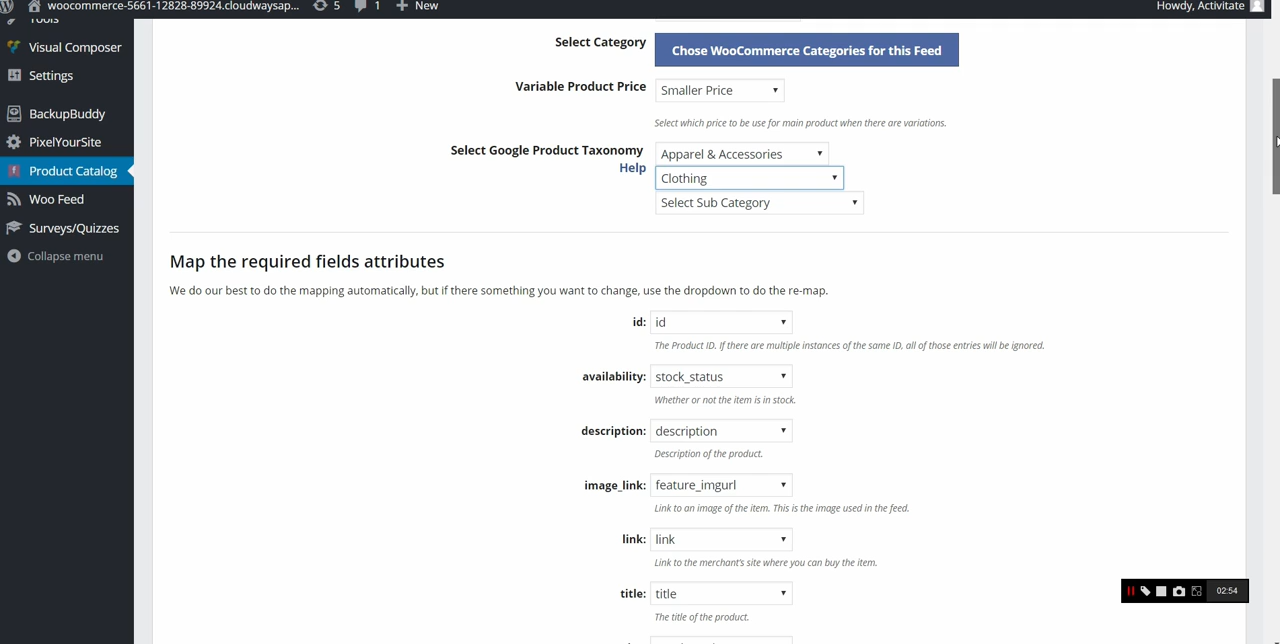 woocommerce-5661-12828-89924.cloudwaysap...
5
1
New
Howdy, Activitate
Tools
Visual Composer
Settings
BackupBuddy
PixelYourSite
Product Catalog
Woo Feed
Surveys/Quizzes
Collapse menu
Select Category
Chose WooCommerce Categories for this Feed
Variable Product Price
Smaller Price
Select which price to be use for main product when there are variations.
Select Google Product Taxonomy
Help
Apparel & Accessories
Clothing
Select Sub Category
Map the required fields attributes
We do our best to do the mapping automatically, but if there something you want to change, use the dropdown to do the re-map.
id: id
The Product ID. If there are multiple instances of the same ID, all of those entries will be ignored.
availability: stock_status
Whether or not the item is in stock.
description: description
Description of the product.
image_link: feature_imgurl
Link to an image of the item. This is the image used in the feed.
link: link
Link to the merchant's site where you can buy the item.
title: title
The title of the product.
02:54